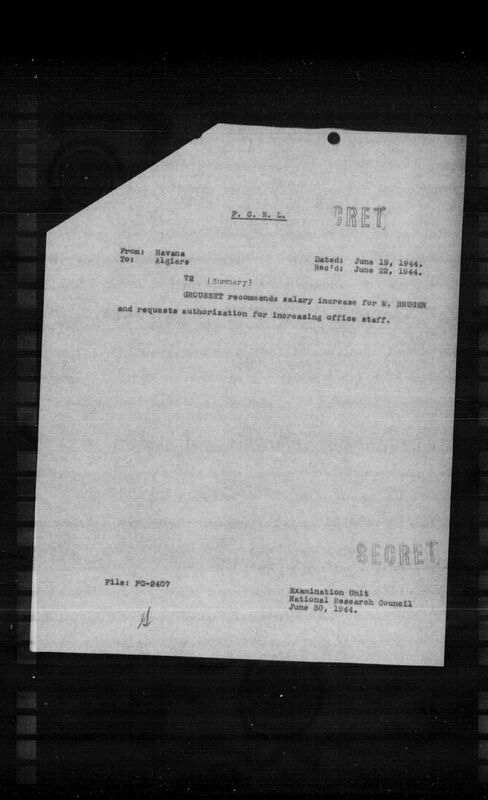 F. C. N. L.
CRET
From: Havana
To: Algiers
Dated: June 19, 1944.
Rec'd: June 22, 1944.
72 (Summary)
GROUSSET recommends salary increase for M. BRUGER
and requests authorization for increasing office staff.
SECRET
File: FG-2407
Examination Unit
National Research Council
June 30, 1944.